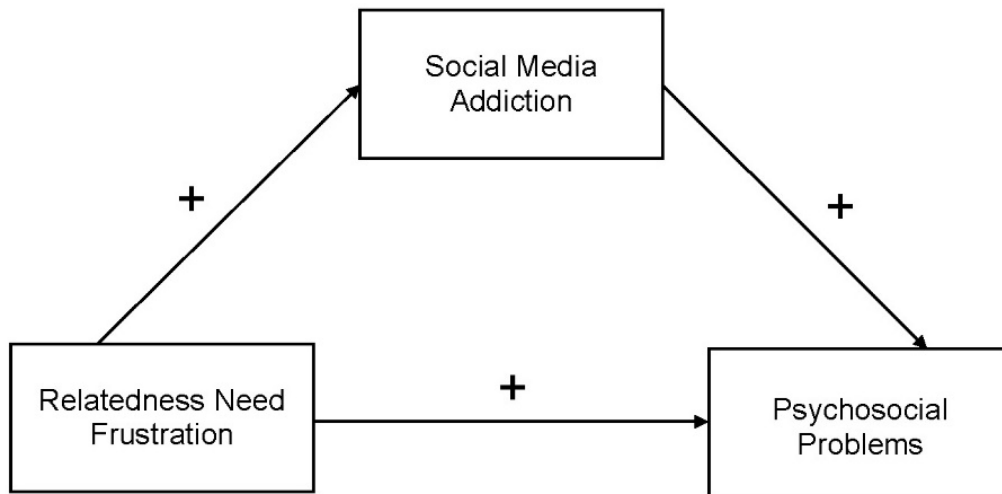 Social Media
Addiction
+
+
Relatedness Need
Frustration
+
Psychosocial
Problems